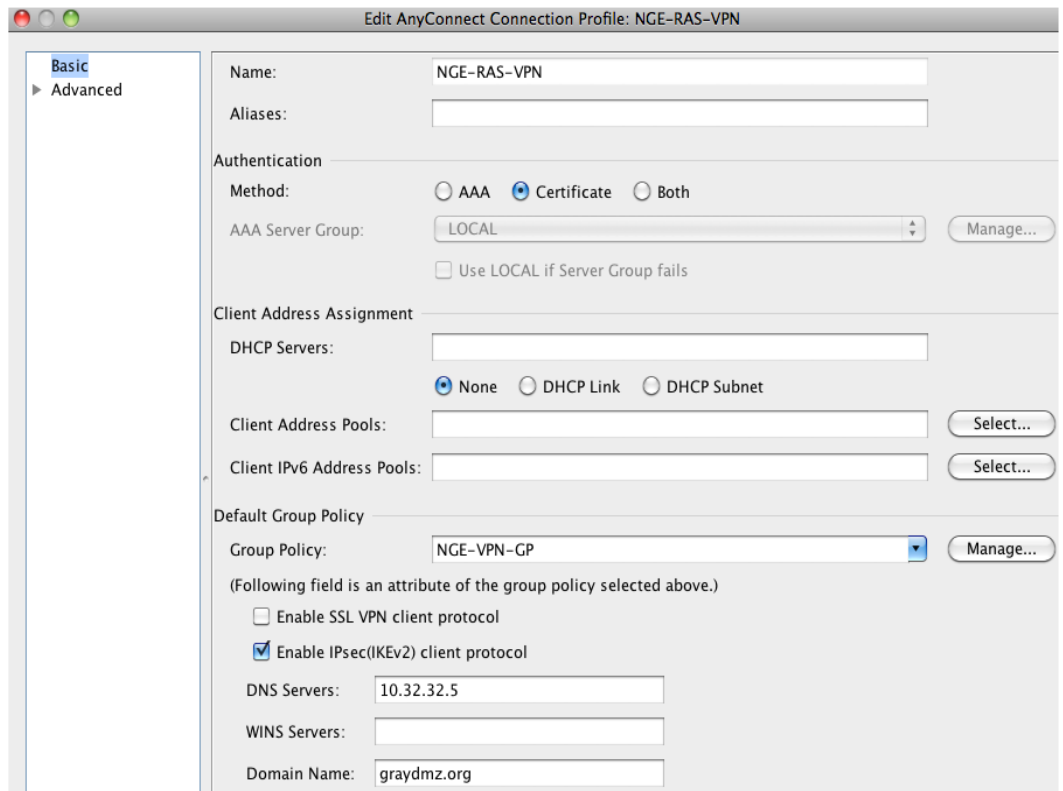 Edit AnyConnect Connection Profile: NGE-RAS-VPN
Basic
Advanced
Name: NGE-RAS-VPN
Aliases:
Authentication
Method: AAA Certificate Both
AAA Server Group: LOCAL Manage...
Use LOCAL if Server Group fails
Client Address Assignment
DHCP Servers:
None DHCP Link DHCP Subnet
Client Address Pools: Select...
Client IPv6 Address Pools: Select...
Default Group Policy
Group Policy: NGE-VPN-GP Manage...
(Following field is an attribute of the group policy selected above.)
Enable SSL VPN client protocol
Enable IPsec(IKEv2) client protocol
DNS Servers: 10.32.32.5
WINS Servers:
Domain Name: graydmz.org